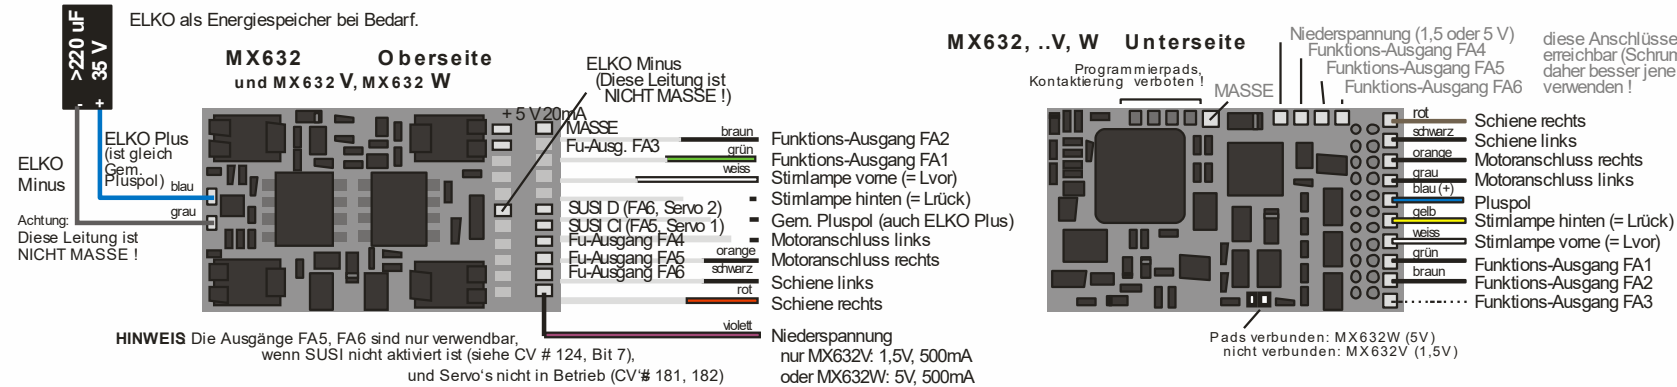 ELKO als Energiespeicher bei Bedarf.
>220 uF
35 V
- +
MX632 Oberseite
und MX632 V, MX632 W
ELKO Minus
(Diese Leitung ist
NICHT MASSE !)
ELKO Plus
(ist gleich
Gem.
Pluspol)
blau
ELKO
Minus
grau
Achtung:
Diese Leitung ist
NICHT MASSE !
+ 5 V 20mA
MASSE
Fu-Ausg. FA3
SUSI D (FA6, Servo 2)
SUSI Cl (FA5, Servo 1)
Fu-Ausgang FA4
Fu-Ausgang FA5
Fu-Ausgang FA6
braun Funktions-Ausgang FA2
grün Funktions-Ausgang FA1
weiss Stirnlampe vorne (= Lvor)
Stirnlampe hinten (= Lrück)
Gem. Pluspol (auch ELKO Plus)
Motoranschluss links
orange Motoranschluss rechts
schwarz Schiene links
rot Schiene rechts
violett Niederspannung
nur MX632V: 1,5V, 500mA
oder MX632W: 5V, 500mA
HINWEIS Die Ausgänge FA5, FA6 sind nur verwendbar,
wenn SUSI nicht aktiviert ist (siehe CV # 124, Bit 7),
und Servo's nicht in Betrieb (CV's # 181, 182)
MX632, ..V, W Unterseite
Programmierpads,
Kontaktierung verboten !
MASSE
Niederspannung (1,5 oder 5 V)
Funktions-Ausgang FA4
Funktions-Ausgang FA5
Funktions-Ausgang FA6
diese Anschlüsse
erreichbar (Schrum
daher besser jene
verwenden !
rot Schiene rechts
schwarz Schiene links
orange Motoranschluss rechts
grau Motoranschluss links
blau (+) Pluspol
gelb Stirnlampe hinten (= Lrück)
weiss Stirnlampe vorne (= Lvor)
grün Funktions-Ausgang FA1
braun Funktions-Ausgang FA2
Funktions-Ausgang FA3
Pads verbunden: MX632W (5V)
nicht verbunden: MX632V (1,5V)